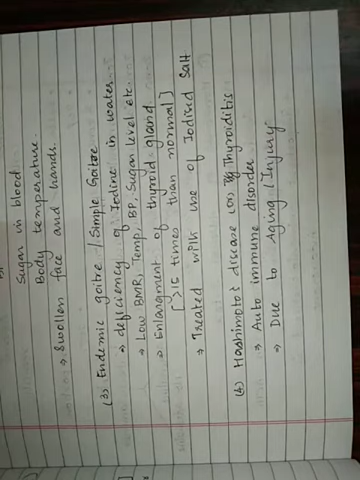 Sugar in blood
Body temperature.
→ Swollen face and hands.
(3) Endemic goitre / Simple Goitre
→ deficiency of Iodine in water
→ Low BMR, Temp, BP, Sugar level etc.
→ Enlargment of thyroid gland.
[>15 times than normal]
→ Treated with use of Iodised Salt
(4) Hashimoto's disease (or) Thyroiditis
→ Auto immune disorder
→ Due to Aging / Injury